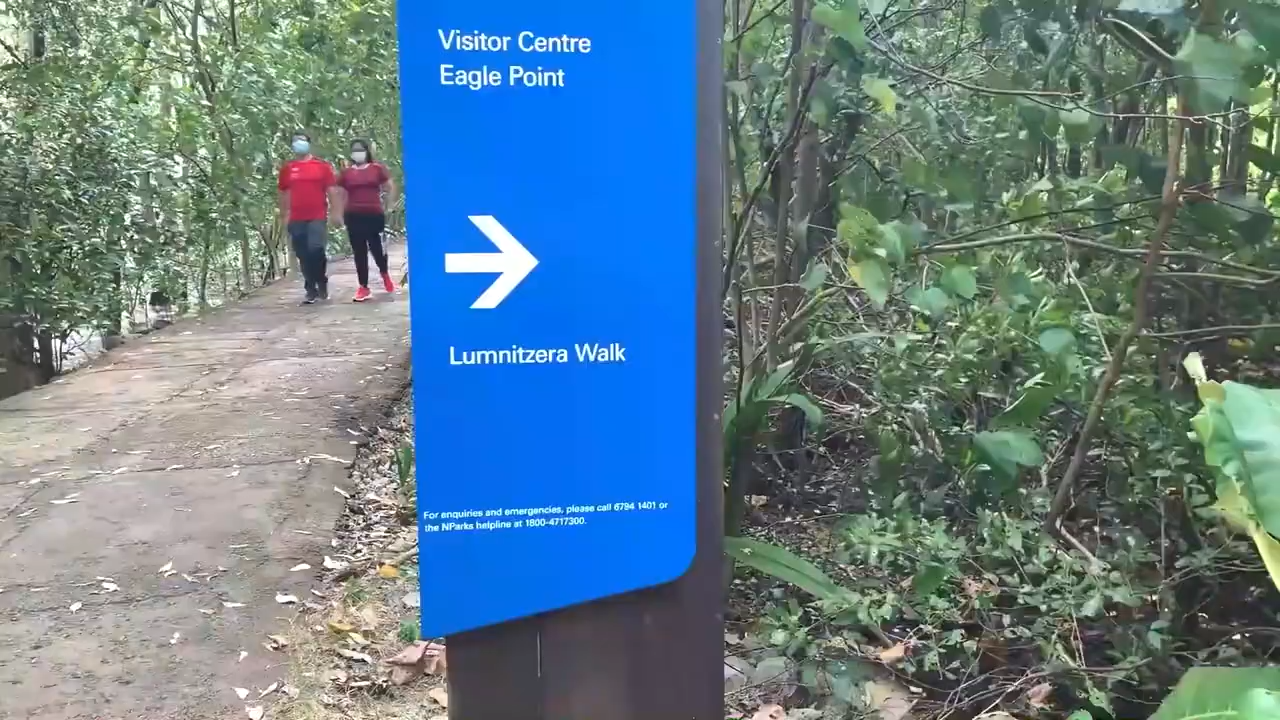 Visitor Centre
Eagle Point
Lumnitzera Walk
For enquiries and emergencies, please call 6794 1401 or
the NParks helpline at 1800-4717300.